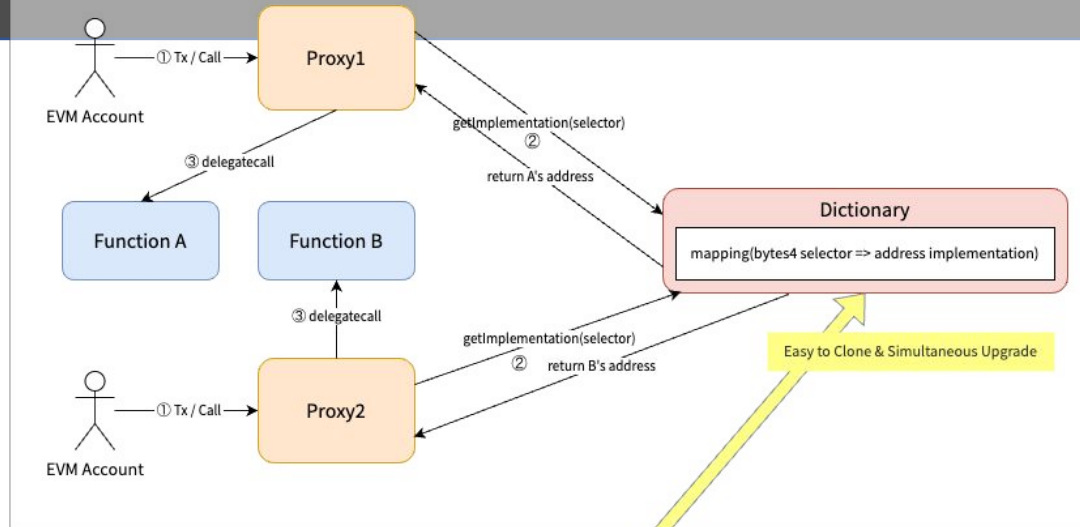 ① Tx / Call
Proxy1
EVM Account
getImplementation(selector)
②
return A's address
③ delegatecall
Function A
Function B
Dictionary
mapping(bytes4 selector => address implementation)
③ delegatecall
getImplementation(selector)
② return B's address
Easy to Clone & Simultaneous Upgrade
① Tx / Call
Proxy2
EVM Account